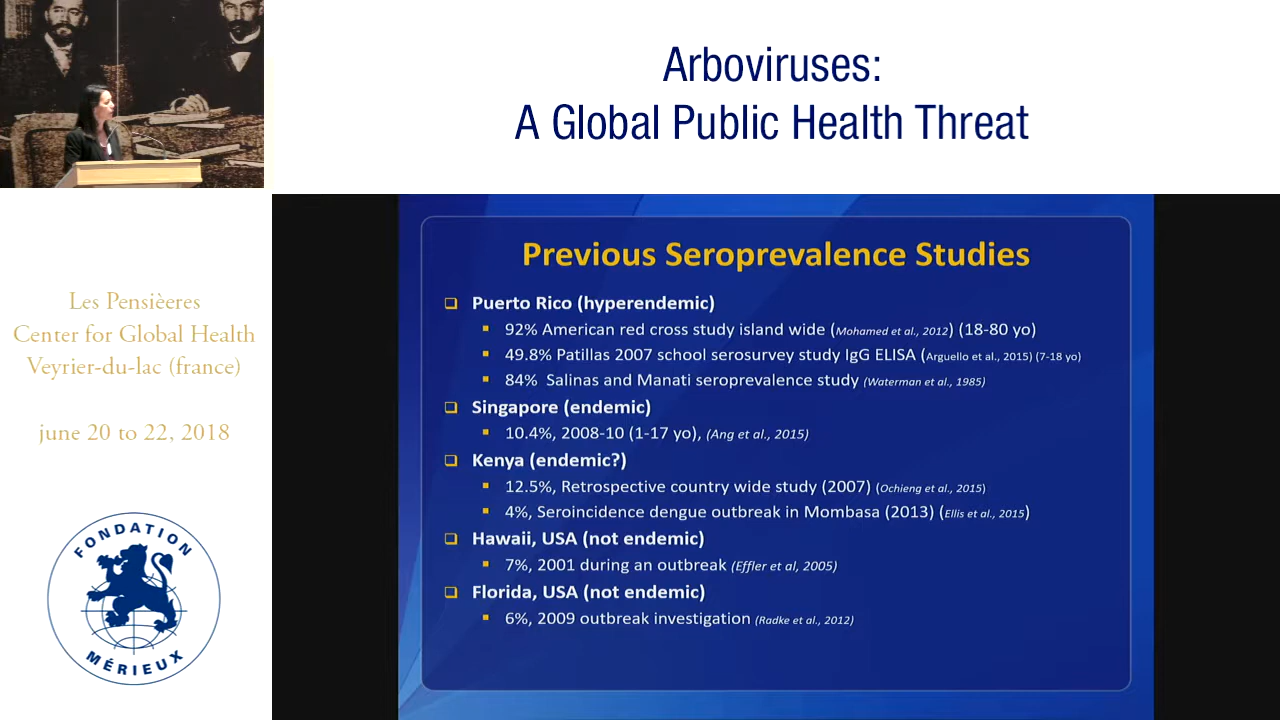 Arboviruses:
A Global Public Health Threat
Les Pensièeres
Center for Global Health
Veyrier-du-lac (france)
june 20 to 22, 2018
FONDATION
MÉRIEUX
Previous Seroprevalence Studies
Puerto Rico (hyperendemic)
92% American red cross study island wide (Mohamed et al., 2012) (18-80 yo)
49.8% Patillas 2007 school serosurvey study IgG ELISA (Arguello et al., 2015) (7-18 yo)
84% Salinas and Manati seroprevalence study (Waterman et al., 1985)
Singapore (endemic)
10.4%, 2008-10 (1-17 yo), (Ang et al., 2015)
Kenya (endemic?)
12.5%, Retrospective country wide study (2007) (Ochieng et al., 2015)
4%, Seroincidence dengue outbreak in Mombasa (2013) (Ellis et al., 2015)
Hawaii, USA (not endemic)
7%, 2001 during an outbreak (Effler et al, 2005)
Florida, USA (not endemic)
6%, 2009 outbreak investigation (Radke et al., 2012)